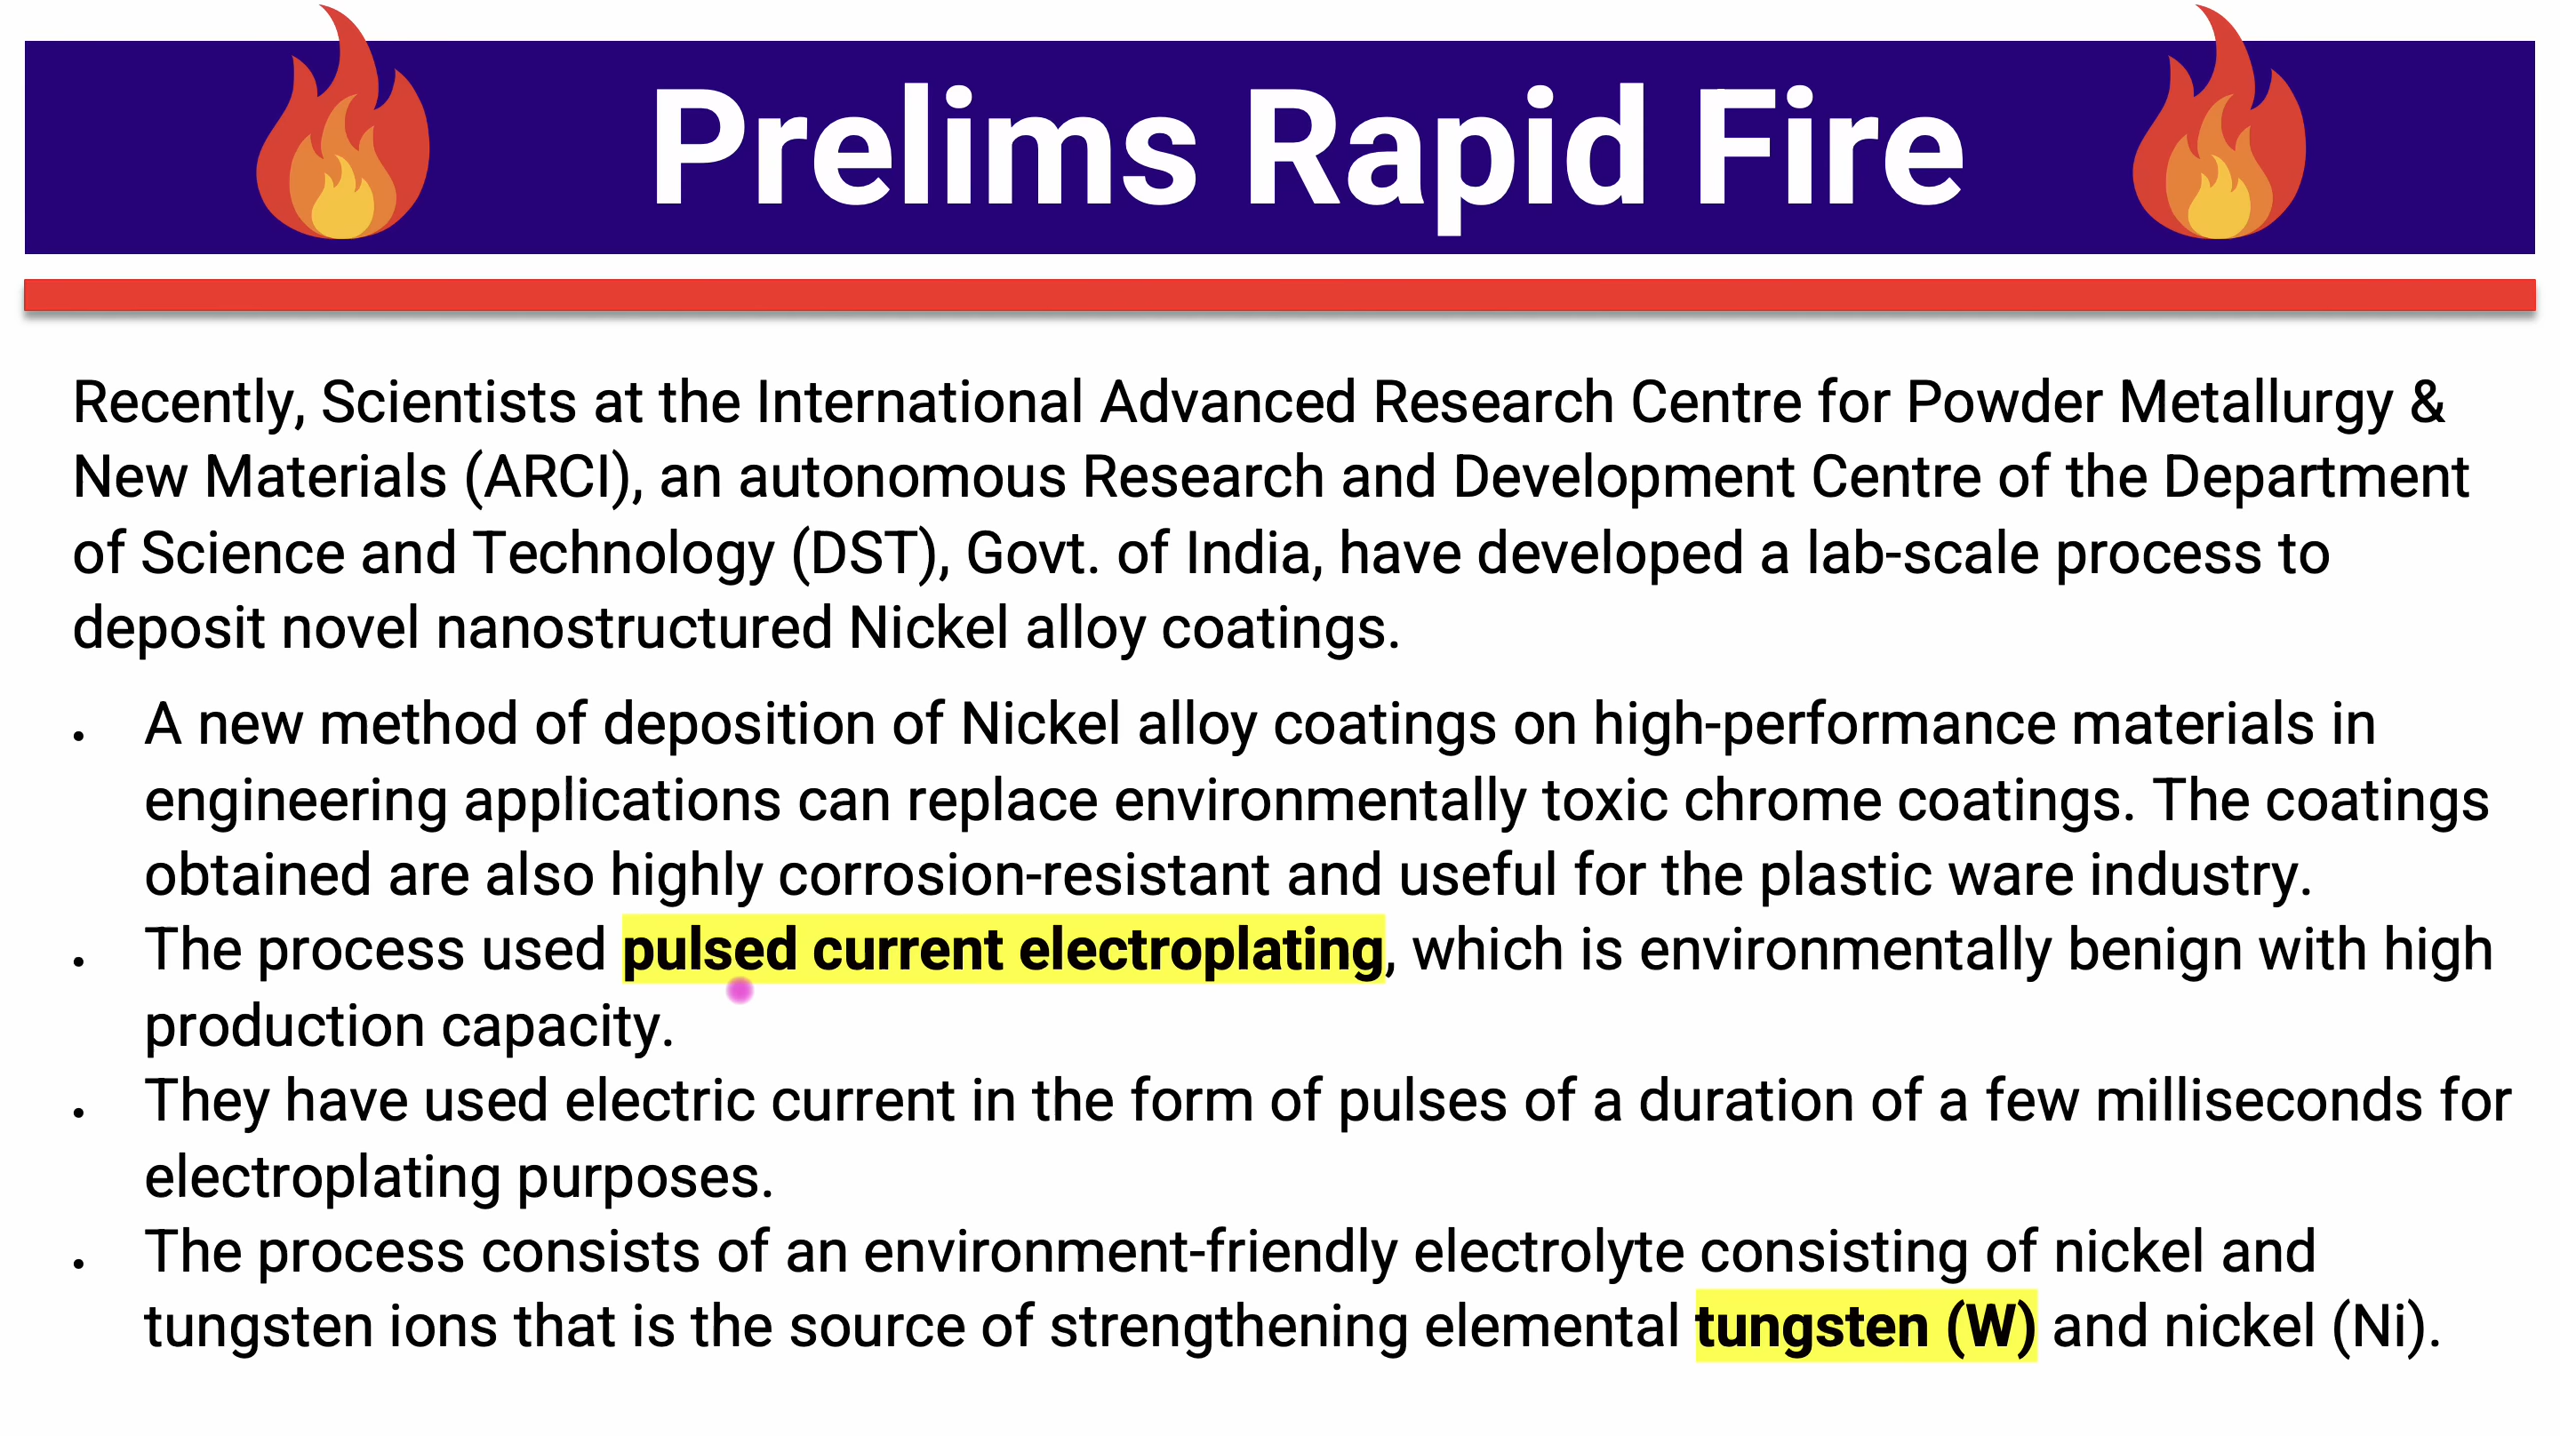 Prelims Rapid Fire
Recently, Scientists at the International Advanced Research Centre for Powder Metallurgy &
New Materials (ARCI), an autonomous Research and Development Centre of the Department
of Science and Technology (DST), Govt. of India, have developed a lab-scale process to
deposit novel nanostructured Nickel alloy coatings.
• A new method of deposition of Nickel alloy coatings on high-performance materials in
engineering applications can replace environmentally toxic chrome coatings. The coatings
obtained are also highly corrosion-resistant and useful for the plastic ware industry.
• The process used pulsed current electroplating, which is environmentally benign with high
production capacity.
• They have used electric current in the form of pulses of a duration of a few milliseconds for
electroplating purposes.
• The process consists of an environment-friendly electrolyte consisting of nickel and
tungsten ions that is the source of strengthening elemental tungsten (W) and nickel (Ni).